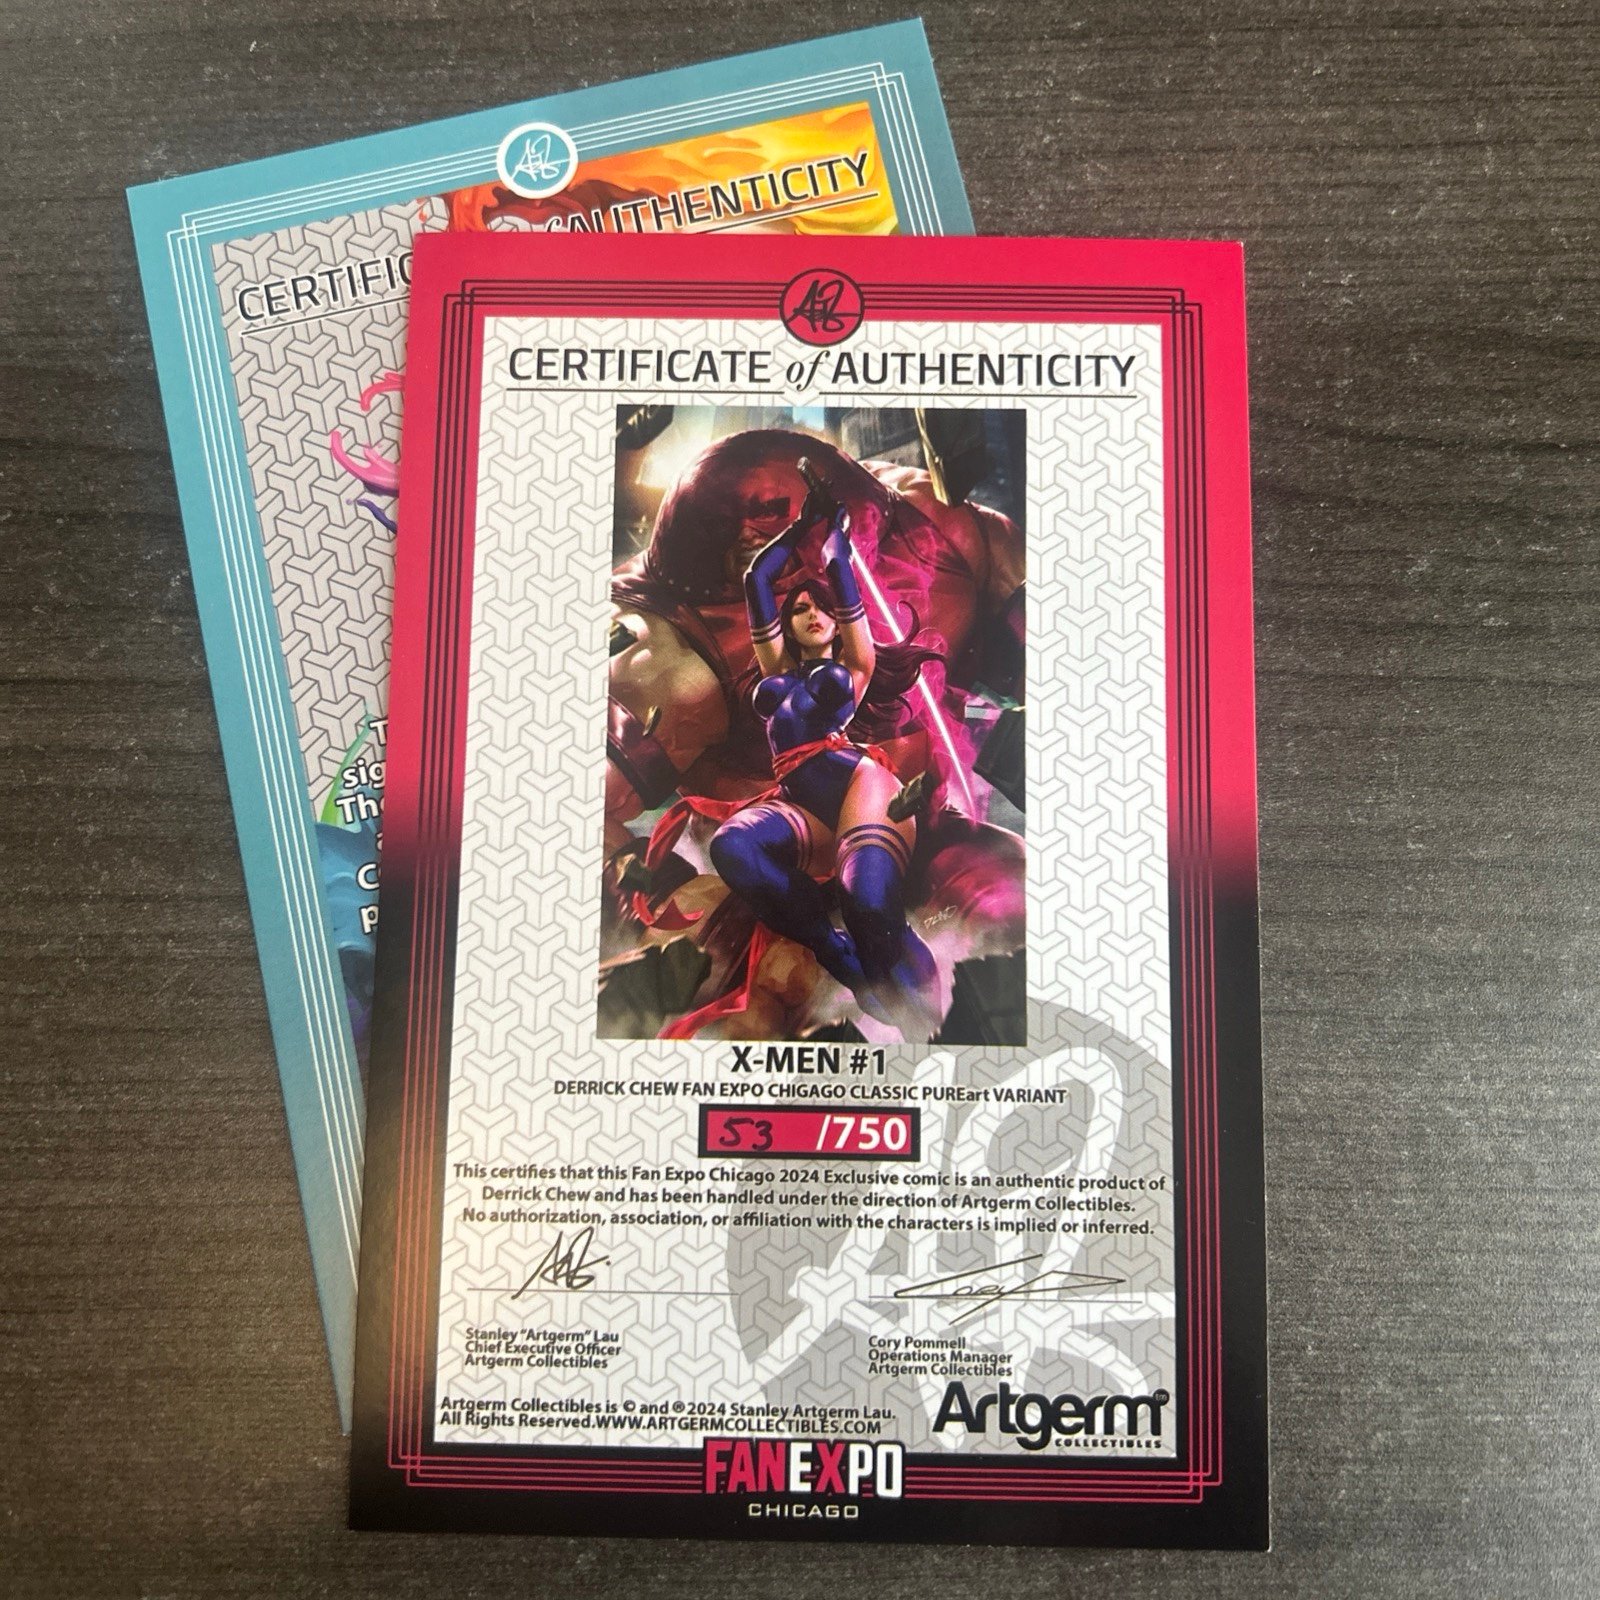 CERTIFIC
of AUTHENTICITY
sig
CERTIFICATE of AUTHENTICITY
X-MEN #1
DERRICK CHEW FAN EXPO CHIGAGO CLASSIC PUREart VARIANT
53 /750
This certifies that this Fan Expo Chicago 2024 Exclusive comic is an authentic product of
Derrick Chew and has been handled under the direction of Artgerm Collectibles.
No authorization, association, or affiliation with the characters is implied or inferred.
Stanley "Artgerm" Lau
Chief Executive Officer
Artgerm Collectibles
Cory Pommell
Operations Manager
Artgerm Collectibles
Artgerm Collectibles is © and ®2024 Stanley Artgerm Lau.
All Rights Reserved.WWW.ARTGERMCOLLECTIBLES.COM
Artgerm™
COLLECTIBLES
FANEXPO
CHICAGO